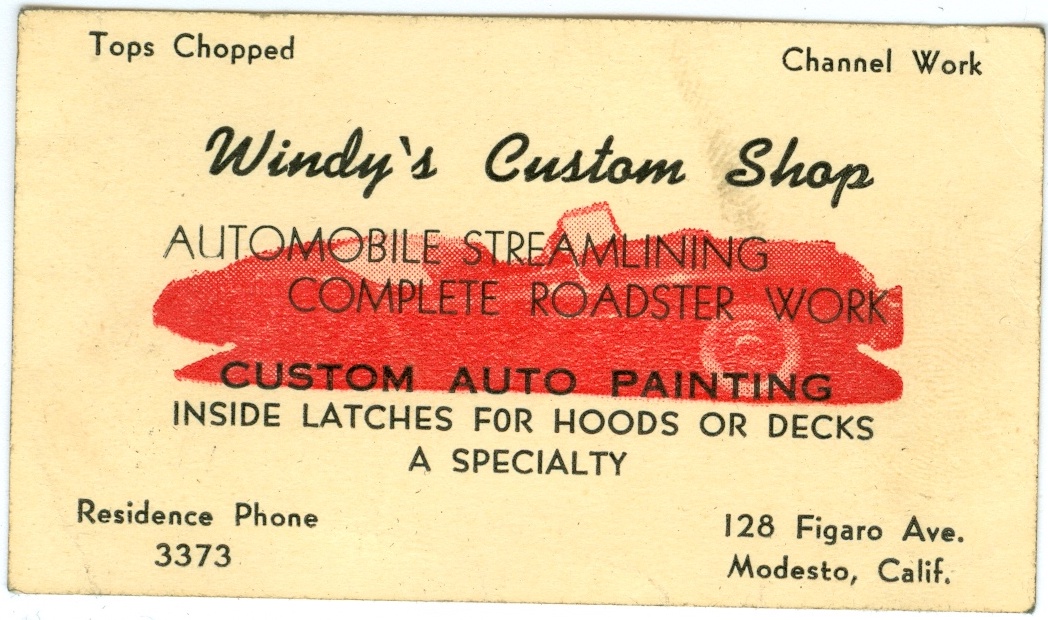 Tops Chopped
Channel Work
Windy's Custom Shop
AUTOMOBILE STREAMLINING
COMPLETE ROADSTER WORK
CUSTOM AUTO PAINTING
INSIDE LATCHES FOR HOODS OR DECKS
A SPECIALTY
Residence Phone
3373
128 Figaro Ave.
Modesto, Calif.